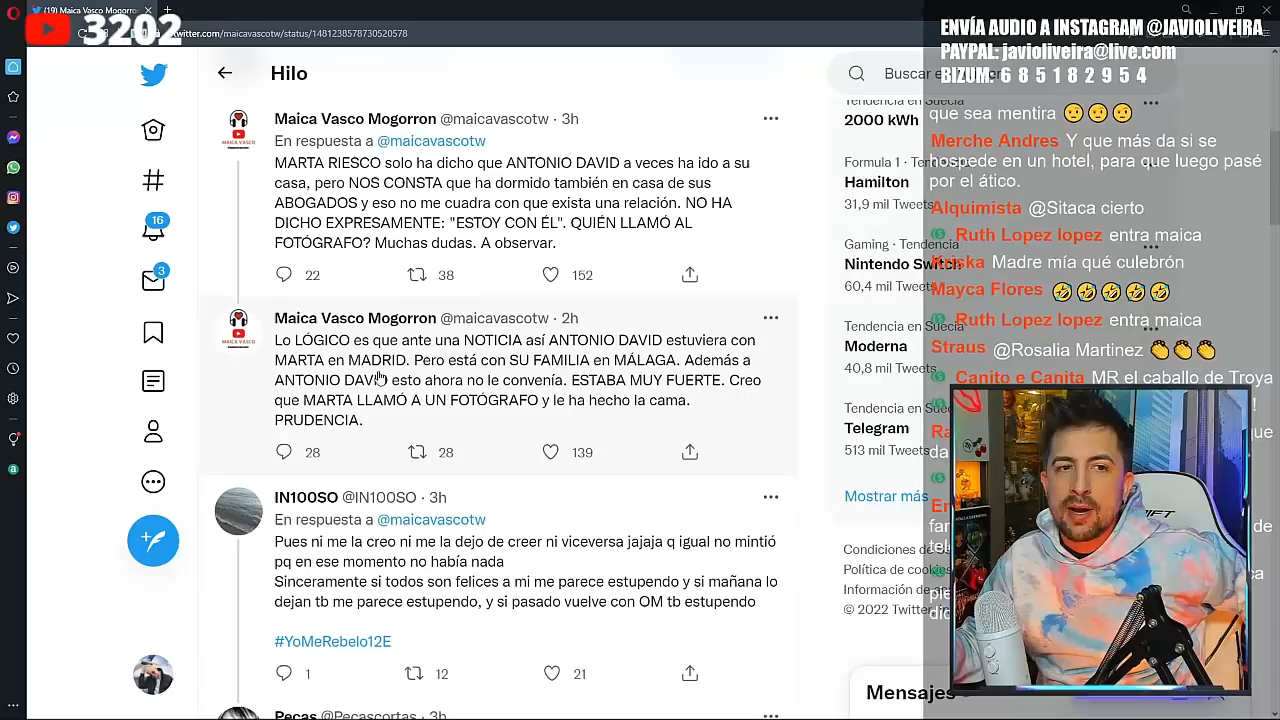 (19) Maica Vasco Mogorro
3202
twitter.com/maicavascotw/status/1481238578730520578
Hilo
Maica Vasco Mogorron @maicavascotw · 3h
En respuesta a @maicavascotw
MARTA RIESCO solo ha dicho que ANTONIO DAVID a veces ha ido a su
casa, pero NOS CONSTA que ha dormido también en casa de sus
ABOGADOS y eso no me cuadra con que exista una relación. NO HA
DICHO EXPRESAMENTE: "ESTOY CON ÉL". QUIÉN LLAMÓ AL
FOTÓGRAFO? Muchas dudas. A observar.
22 38 152
Maica Vasco Mogorron @maicavascotw · 2h
Lo LÓGICO es que ante una NOTICIA así ANTONIO DAVID estuviera con
MARTA en MADRID. Pero está con SU FAMILIA en MÁLAGA. Además a
ANTONIO DAVID esto ahora no le convenía. ESTABA MUY FUERTE. Creo
que MARTA LLAMÓ A UN FOTÓGRAFO y le ha hecho la cama.
PRUDENCIA.
28 28 139
IN100SO @IN100SO · 3h
En respuesta a @maicavascotw
Pues ni me la creo ni me la dejo de creer ni viceversa jajaja q igual no mintió
pq en ese momento no había nada
Sinceramente si todos son felices a mi me parece estupendo y si mañana lo
dejan tb me parece estupendo, y si pasado vuelve con OM tb estupendo
#YoMeRebelo12E
1 12 21
Pecas @Pecascortas · 3h
16
3
MAICA VASCO
MAICA VASCO
Buscar en
Tendencia en Suecia
2000 kWh
Formula 1 · Ten
Hamilton
31,9 mil Tweets
Gaming · Tendencia
Nintendo Switch
60,4 mil Tweets
Tendencia en Suecia
Moderna
40,8 mil Tweets
Tendencia en Sue
Telegram
513 mil Tweets
Mostrar más
Condiciones de
Política de cookies
Información de
© 2022 Twitter
Mensajes
ENVÍA AUDIO A INSTAGRAM @JAVIOLIVEIRA
PAYPAL: javioliveira@live.com
BIZUM: 6 8 5 1 8 2 9 5 4
que sea mentira
Merche Andres Y que más da si se
hospede en un hotel, para que luego pasé
por el ático.
Alquimista @Sitaca cierto
Ruth Lopez lopez entra maica
Madre mía qué culebrón
Mayca Flores
Ruth Lopez lopez entra maica
Straus @Rosalia Martinez
Canito e Canita MR el caballo de Troya